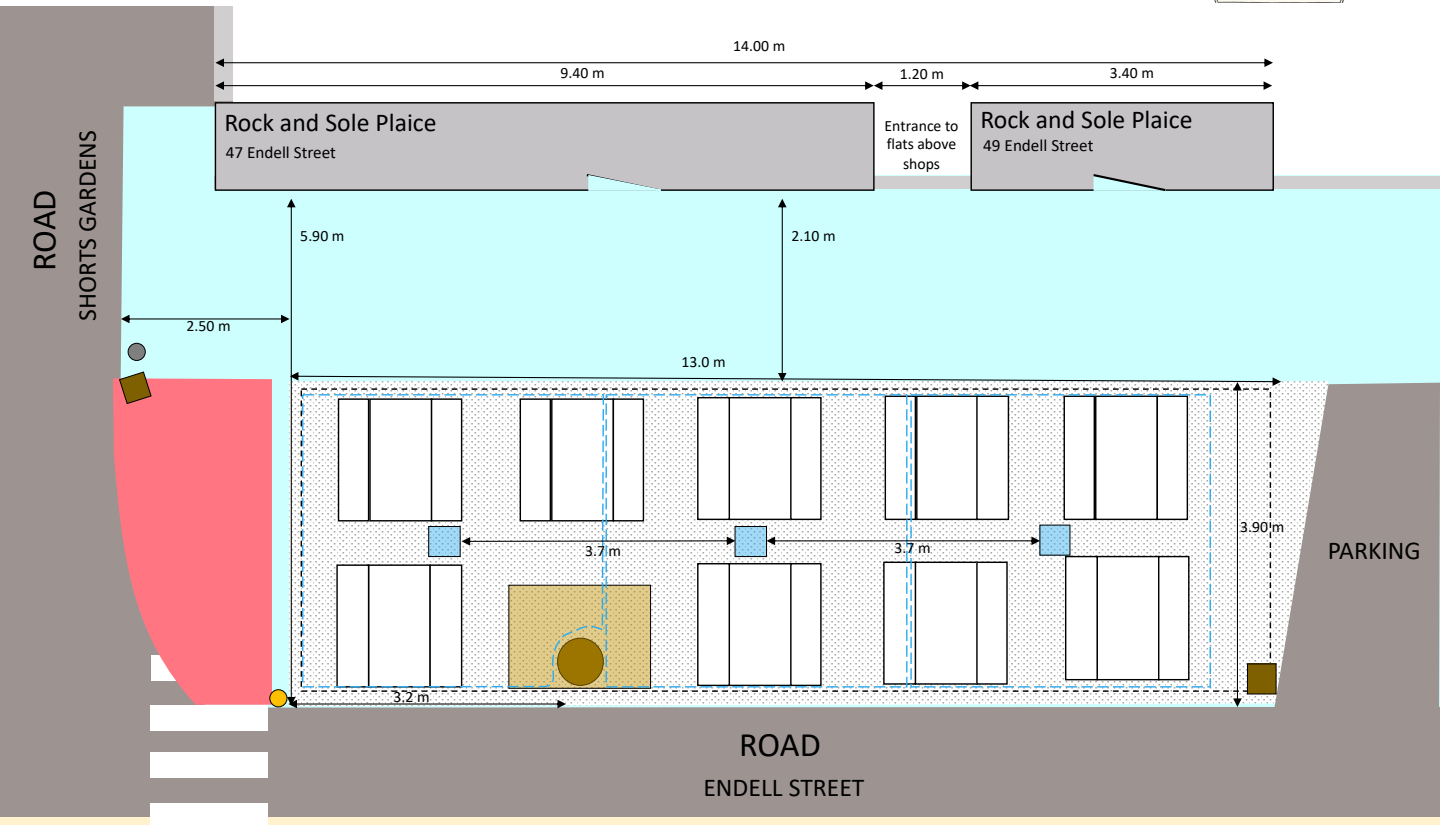 14.00 m
9.40 m
1.20 m
3.40 m
Rock and Sole Plaice
47 Endell Street
Entrance to
flats above
shops
Rock and Sole Plaice
49 Endell Street
ROAD
SHORTS GARDENS
5.90 m
2.10 m
2.50 m
13.0 m
3.7 m
3.7 m
3.90 m
PARKING
3.2 m
ROAD
ENDELL STREET